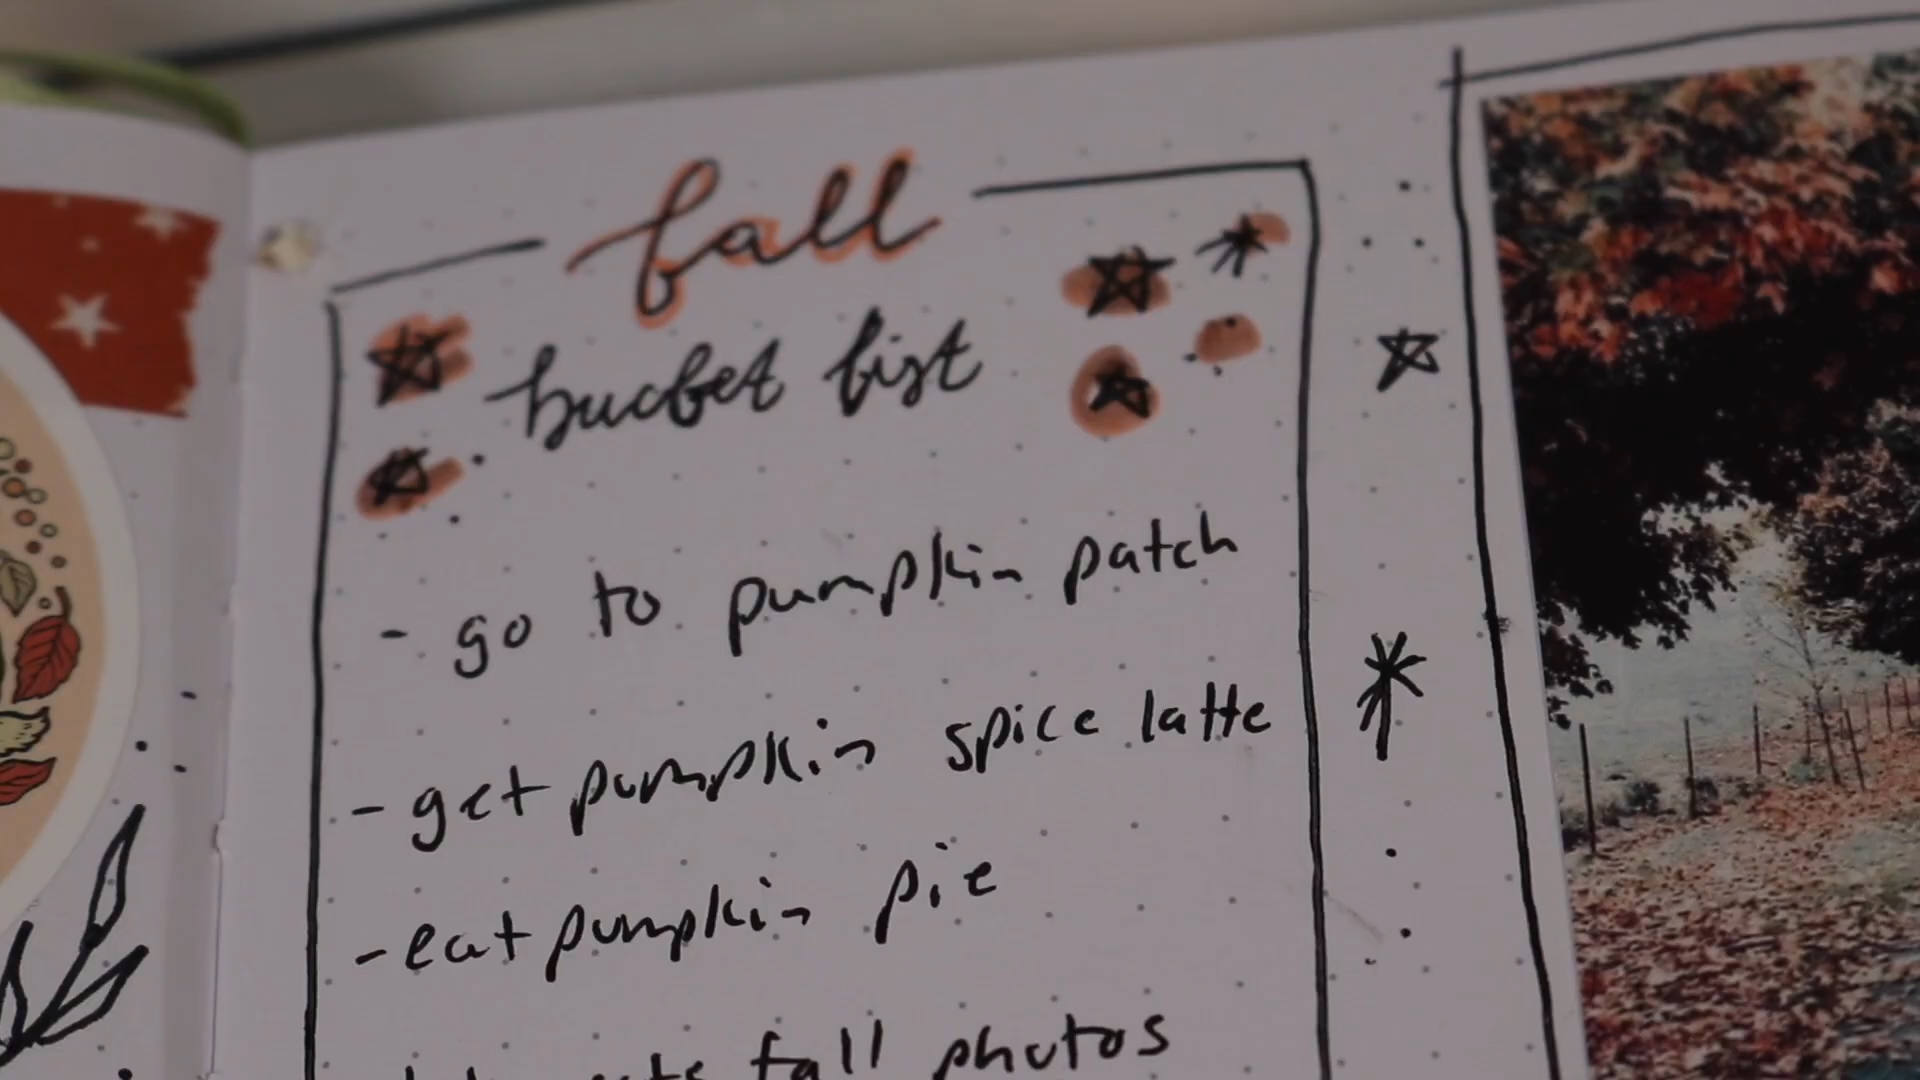 fall
bucket list
- go to pumpkin patch
- get pumpkin spice latte
- eat pumpkin pie
fall photos